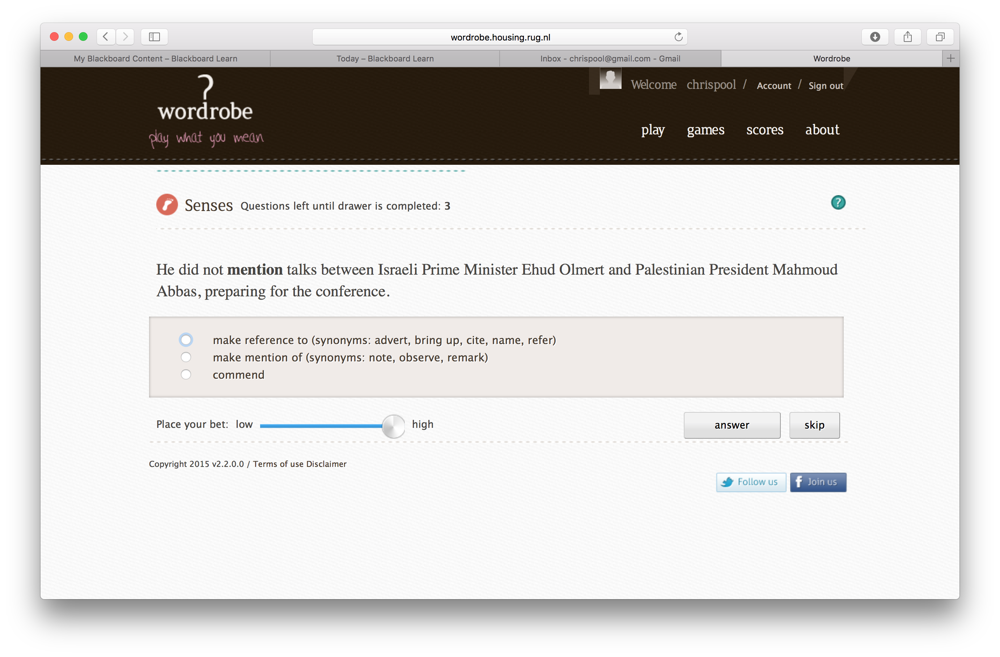 wordrobe.housing.rug.nl
My Blackboard Content – Blackboard Learn
Today – Blackboard Learn
Inbox - chrispool@gmail.com - Gmail
Wordrobe
Welcome chrispool / Account / Sign out
wordrobe
play what you mean
play games scores about
Senses Questions left until drawer is completed: 3
?
He did not mention talks between Israeli Prime Minister Ehud Olmert and Palestinian President Mahmoud
Abbas, preparing for the conference.
make reference to (synonyms: advert, bring up, cite, name, refer)
make mention of (synonyms: note, observe, remark)
commend
Place your bet: low high
answer skip
Copyright 2015 v2.2.0.0 / Terms of use Disclaimer
Follow us
f Join us